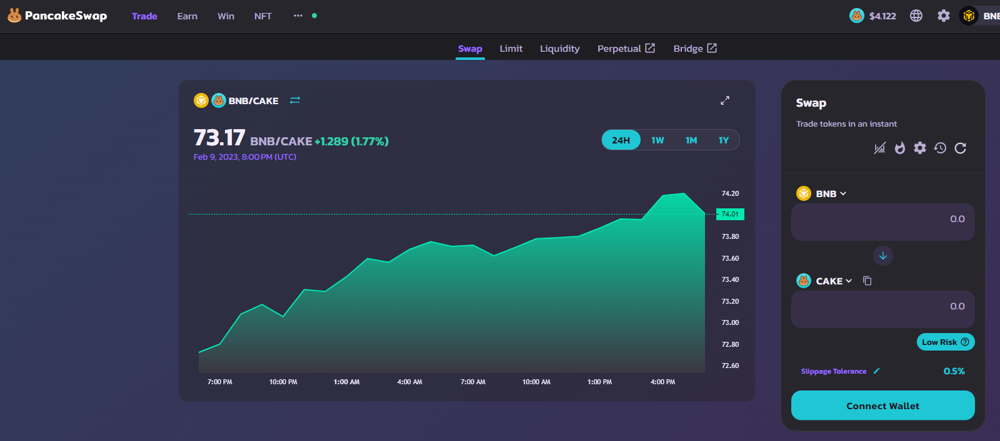 PancakeSwap Trade Earn Win NFT ••• $4.122 BNB
Swap Limit Liquidity Perpetual Bridge
BNB/CAKE
73.17 BNB/CAKE +1.289 (1.77%)
Feb 9, 2023, 8:00 PM (UTC)
24H 1W 1M 1Y
74.20
74.01
73.80
73.60
73.40
73.20
73.00
72.80
72.60
7:00 PM 10:00 PM 1:00 AM 4:00 AM 7:00 AM 10:00 AM 1:00 PM 4:00 PM
Swap
Trade tokens in an instant
BNB
0.0
CAKE
0.0
Low Risk
Slippage Tolerance 0.5%
Connect Wallet